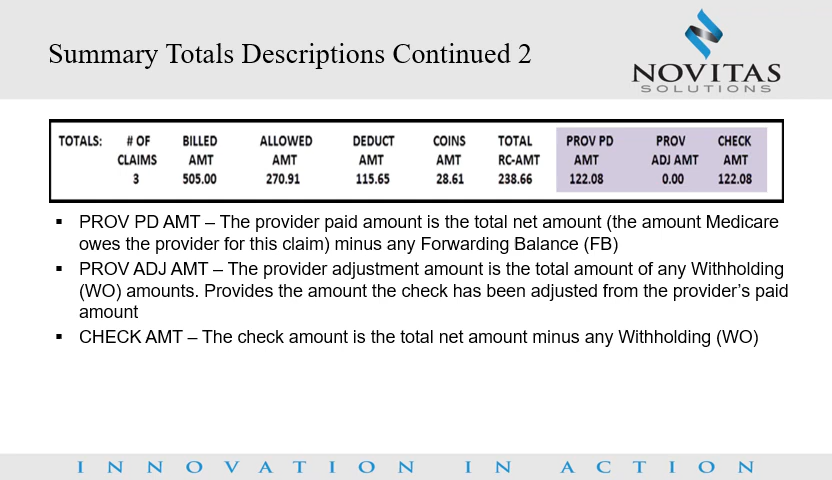 Summary Totals Descriptions Continued 2
NOVITAS
SOLUTIONS
TOTALS: # OF BILLED ALLOWED DEDUCT COINS TOTAL PROV PD PROV CHECK
CLAIMS AMT AMT AMT AMT RC-AMT AMT ADJ AMT AMT
3 505.00 270.91 115.65 28.61 238.66 122.08 0.00 122.08
▪ PROV PD AMT – The provider paid amount is the total net amount (the amount Medicare
owes the provider for this claim) minus any Forwarding Balance (FB)
▪ PROV ADJ AMT – The provider adjustment amount is the total amount of any Withholding
(WO) amounts. Provides the amount the check has been adjusted from the provider’s paid
amount
▪ CHECK AMT – The check amount is the total net amount minus any Withholding (WO)
INNOVATION IN ACTION